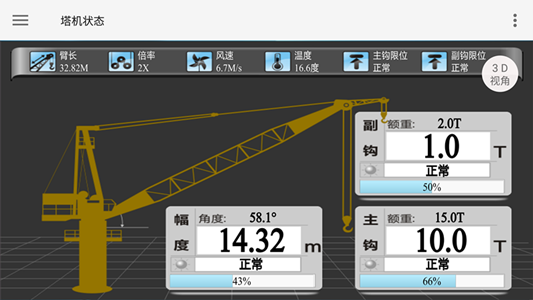 塔机状态
臂长
32.82M
倍率
2X
风速
6.7M/s
温度
16.6度
主钩限位
正常
副钩限位
正常
3 D
视角
副钩
额重: 2.0T
1.0 T
正常
50%
幅度
角度: 58.1°
14.32 m
正常
43%
主钩
额重: 15.0T
10.0 T
正常
66%